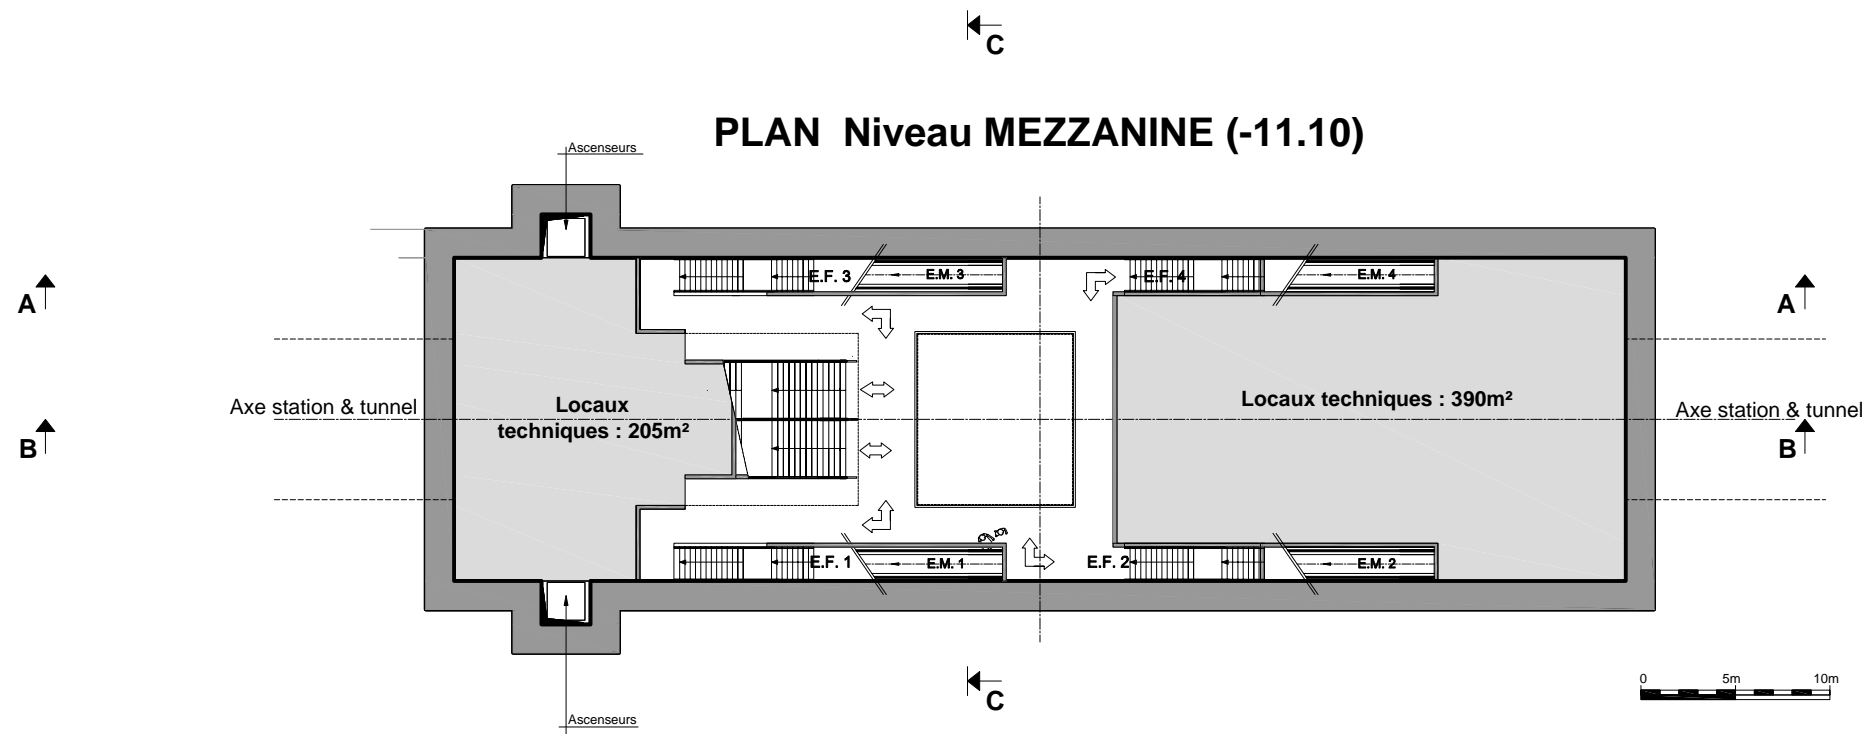 C
PLAN Niveau MEZZANINE (-11.10)
Ascenseurs
E.F. 3
E.M. 3
E.F. 4
E.M. 4
A
A
Axe station & tunnel
Locaux
techniques : 205m²
Locaux techniques : 390m²
Axe station & tunnel
B
B
E.F. 1
E.M. 1
E.F. 2
E.M. 2
C
0 5m 10m
Ascenseurs